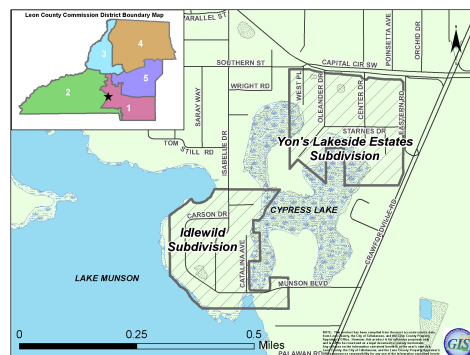 Leon County Commission District Boundary Map
4
3
5
2
1
PARALLEL ST
SOUTHERN ST
CAPITAL CIR SW
POINSETTA AVE
ORCHID DR
WRIGHT RD
SARAY WAY
WEST PL
OLEANDER DR
CENTER DR
EASTERN RD
STARNES DR
TOM STILL RD
ISABELLE DR
Yon's Lakeside Estates
Subdivision
CARSON DR
CYPRESS LAKE
Idlewild
Subdivision
CATALINA AVE
CRAWFORDVILLE RD
LAKE MUNSON
MUNSON BLVD
0
0.25
0.5
Miles
PALAWAN RD
GIS